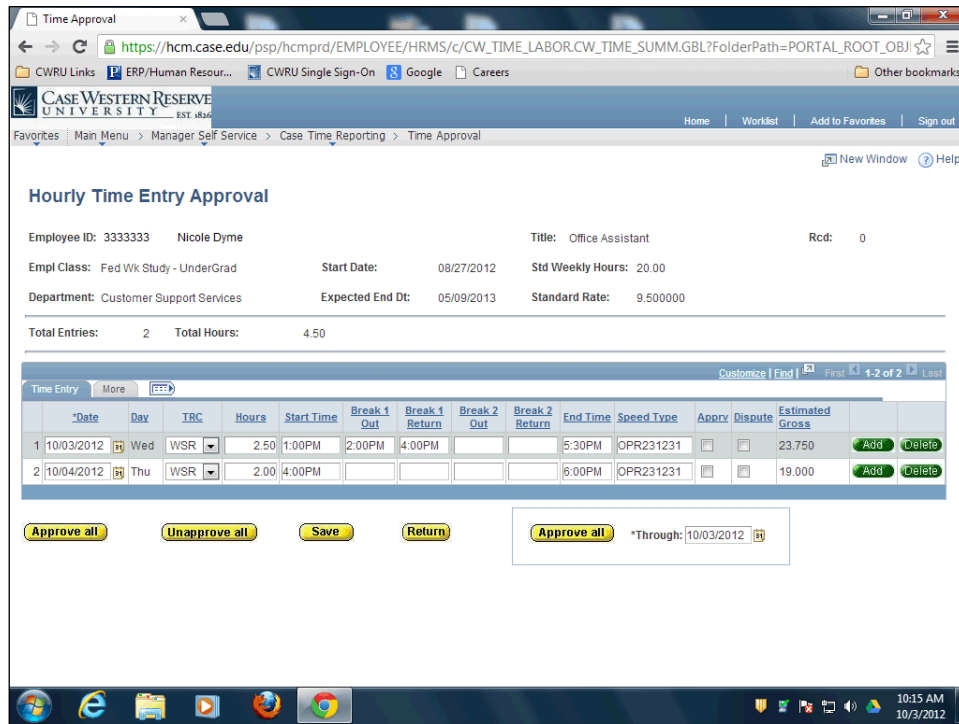 Time Approval
https://hcm.case.edu/psp/hcmprd/EMPLOYEE/HRMS/c/CW_TIME_LABOR.CW_TIME_SUMM.GBL?FolderPath=PORTAL_ROOT_OBJ
CWRU Links ERP/Human Resour... CWRU Single Sign-On Google Careers Other bookmarks
CASE WESTERN RESERVE
UNIVERSITY EST. 1826
Home | Worklist | Add to Favorites | Sign out
Favorites Main Menu > Manager Self Service > Case Time Reporting > Time Approval
New Window Help
Hourly Time Entry Approval
Employee ID: 3333333 Nicole Dyme Title: Office Assistant Rcd: 0
Empl Class: Fed Wk Study - UnderGrad Start Date: 08/27/2012 Std Weekly Hours: 20.00
Department: Customer Support Services Expected End Dt: 05/09/2013 Standard Rate: 9.500000
Total Entries: 2 Total Hours: 4.50
Customize | Find | First 1-2 of 2 Last
Time Entry More
*Date Day TRC Hours Start Time Break 1 Out Break 1 Return Break 2 Out Break 2 Return End Time Speed Type Apprv Dispute Estimated Gross
1 10/03/2012 31 Wed WSR 2.50 1:00PM 2:00PM 4:00PM 5:30PM OPR231231 23.750 Add Delete
2 10/04/2012 31 Thu WSR 2.00 4:00PM 6:00PM OPR231231 19.000 Add Delete
Approve all Unapprove all Save Return Approve all *Through: 10/03/2012 31
10:15 AM
10/3/2012